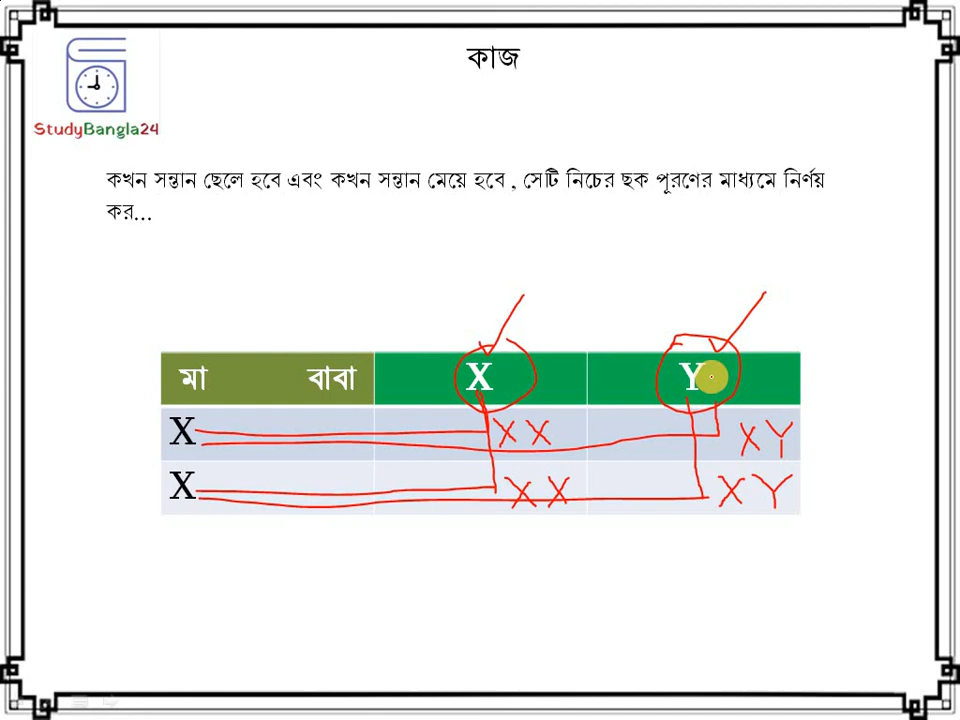 কাজ
StudyBangla24
কখন সন্তান ছেলে হবে এবং কখন সন্তান মেয়ে হবে , সেটি নিচের ছক পূরণের মাধ্যমে নির্ণয়
কর...
মা বাবা X Y
X XX XY
X XX XY